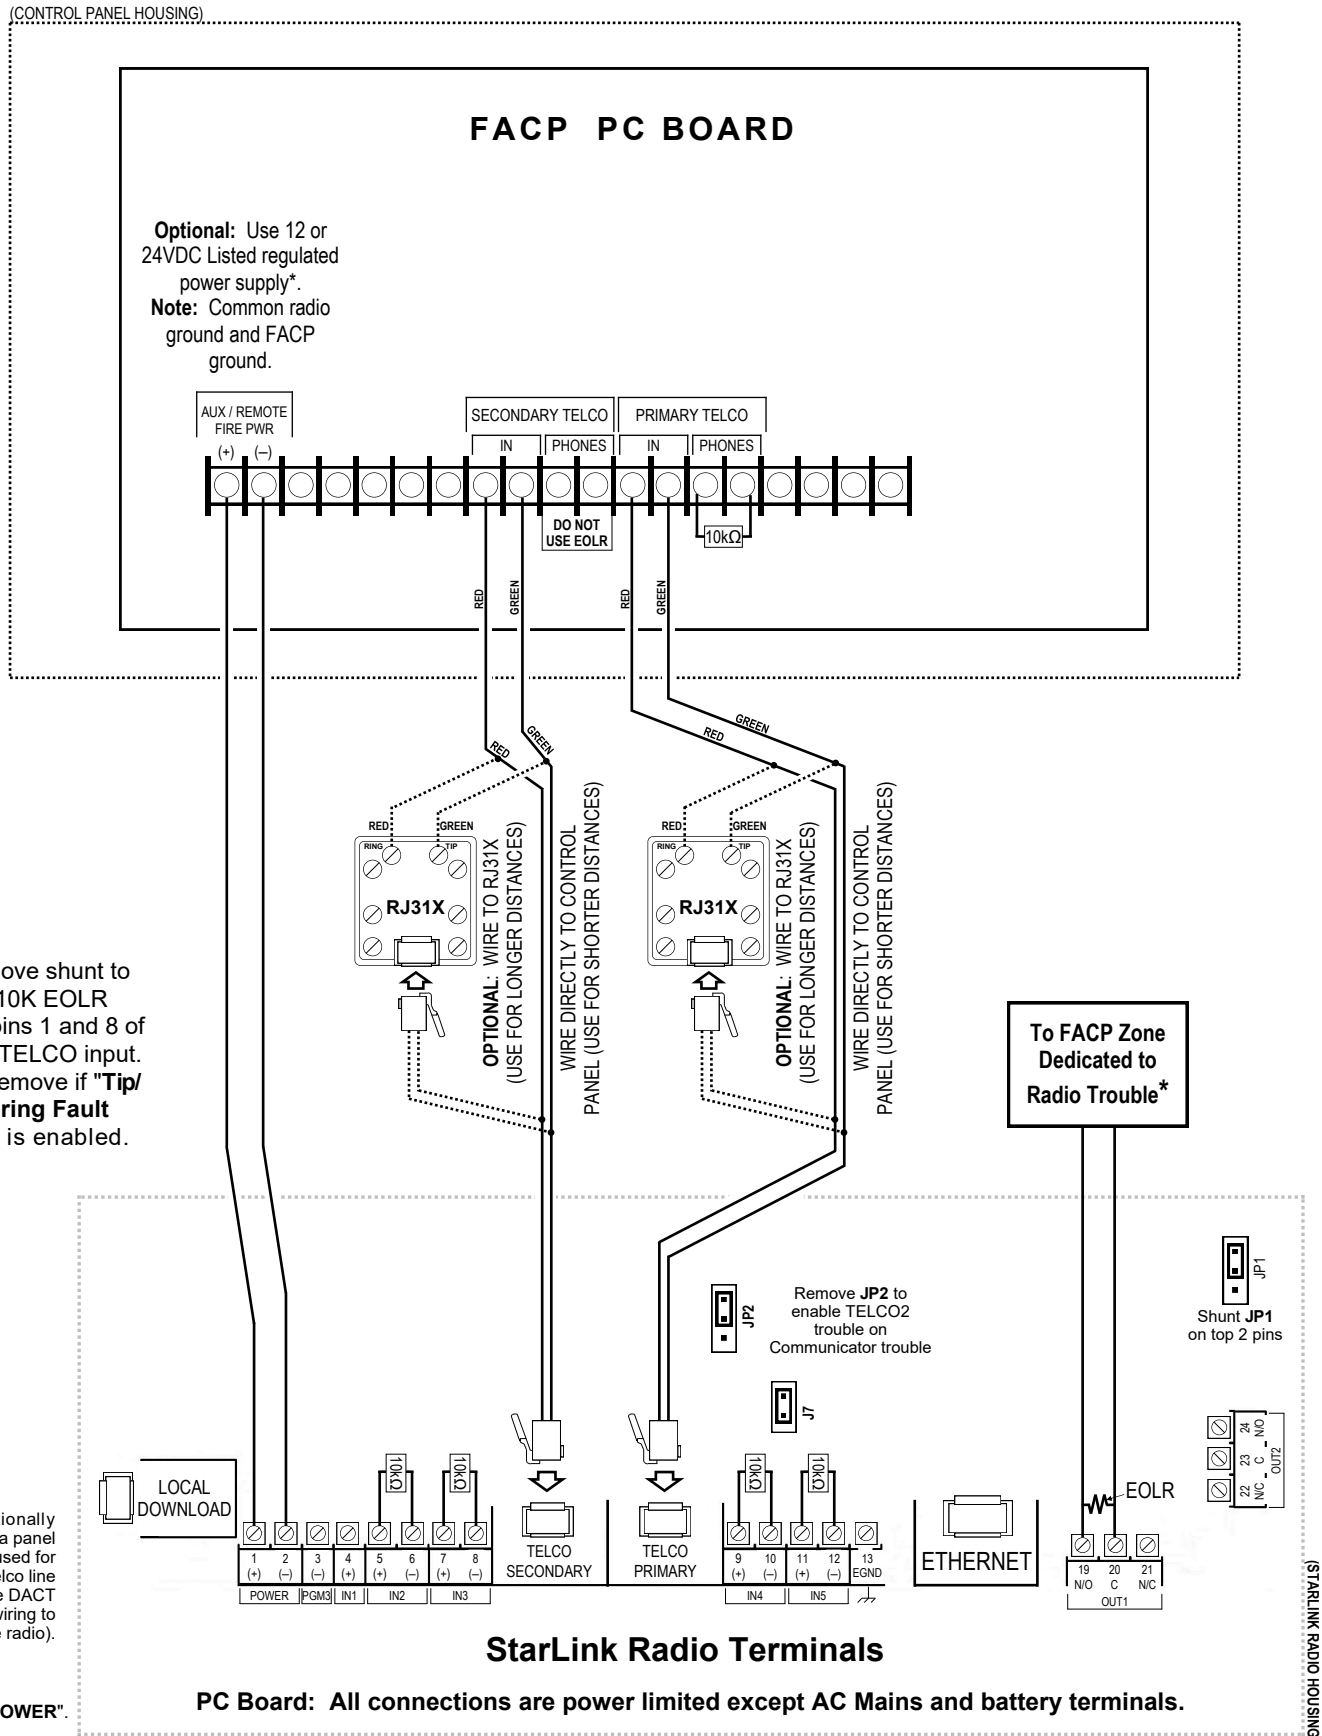 (CONTROL PANEL HOUSING)
FACP PC BOARD
Optional: Use 12 or
24VDC Listed regulated
power supply*.
Note: Common radio
ground and FACP
ground.
AUX / REMOTE
FIRE PWR
(+) (–)
SECONDARY TELCO
PRIMARY TELCO
IN
PHONES
IN
PHONES
DO NOT
USE EOLR
10kΩ
RED
GREEN
RED
GREEN
RED
GREEN
RED
GREEN
RED
GREEN
RING
TIP
RJ31X
OPTIONAL: WIRE TO RJ31X
(USE FOR LONGER DISTANCES)
WIRE DIRECTLY TO CONTROL
PANEL (USE FOR SHORTER DISTANCES)
RED
GREEN
RING
TIP
RJ31X
OPTIONAL: WIRE TO RJ31X
(USE FOR LONGER DISTANCES)
WIRE DIRECTLY TO CONTROL
PANEL (USE FOR SHORTER DISTANCES)
ove shunt to
10K EOLR
pins 1 and 8 of
TELCO input.
emove if "Tip/
ring Fault
is enabled.
To FACP Zone
Dedicated to
Radio Trouble*
JP2
Remove JP2 to
enable TELCO2
trouble on
Communicator trouble
J7
JP1
Shunt JP1
on top 2 pins
LOCAL
DOWNLOAD
10kΩ
10kΩ
TELCO
SECONDARY
TELCO
PRIMARY
10kΩ
10kΩ
ETHERNET
EOLR
24 N/O
23 C
22 N/C
OUT2
1 2 3 4 5 6 7 8
(+) (–) (–) (+) (+) (–) (+) (–)
POWER PGM3 IN1 IN2 IN3
9 10 11 12 13
(+) (–) (+) (–) EGND
IN4 IN5
19 20 21
N/O C N/C
OUT1
ionally
a panel
used for
elco line
e DACT
wiring to
e radio).
OWER".
StarLink Radio Terminals
PC Board: All connections are power limited except AC Mains and battery terminals.
(STARLINK RADIO HOUSING